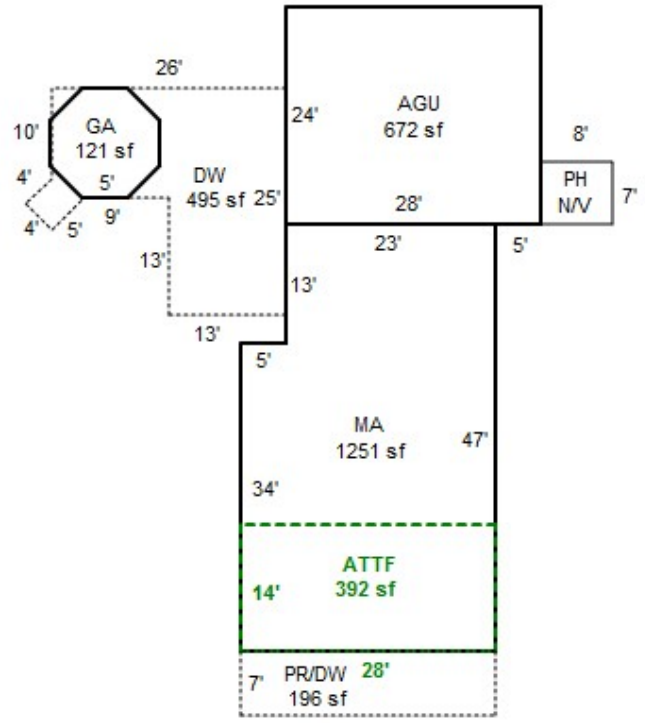 26'
AGU
672 sf
24'
10'
GA
121 sf
8'
4'
5'
DW
495 sf
25'
28'
PH
N/V
7'
4'
5'
9'
23'
5'
13'
13'
13'
5'
MA
1251 sf
47'
34'
ATTF
392 sf
14'
7'
PR/DW
196 sf
28'